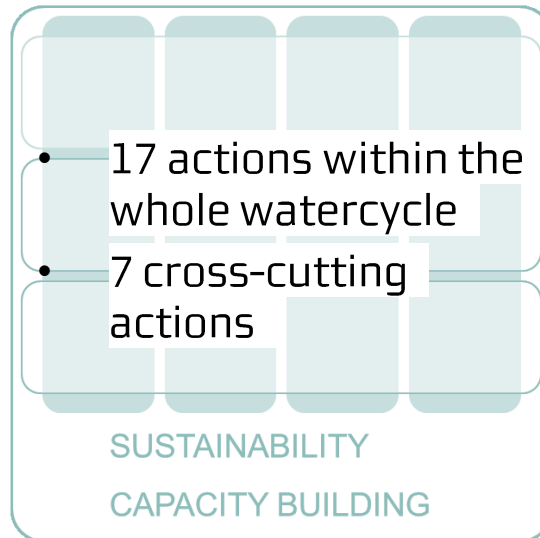 • 17 actions within the
whole watercycle
• 7 cross-cutting
actions
SUSTAINABILITY
CAPACITY BUILDING